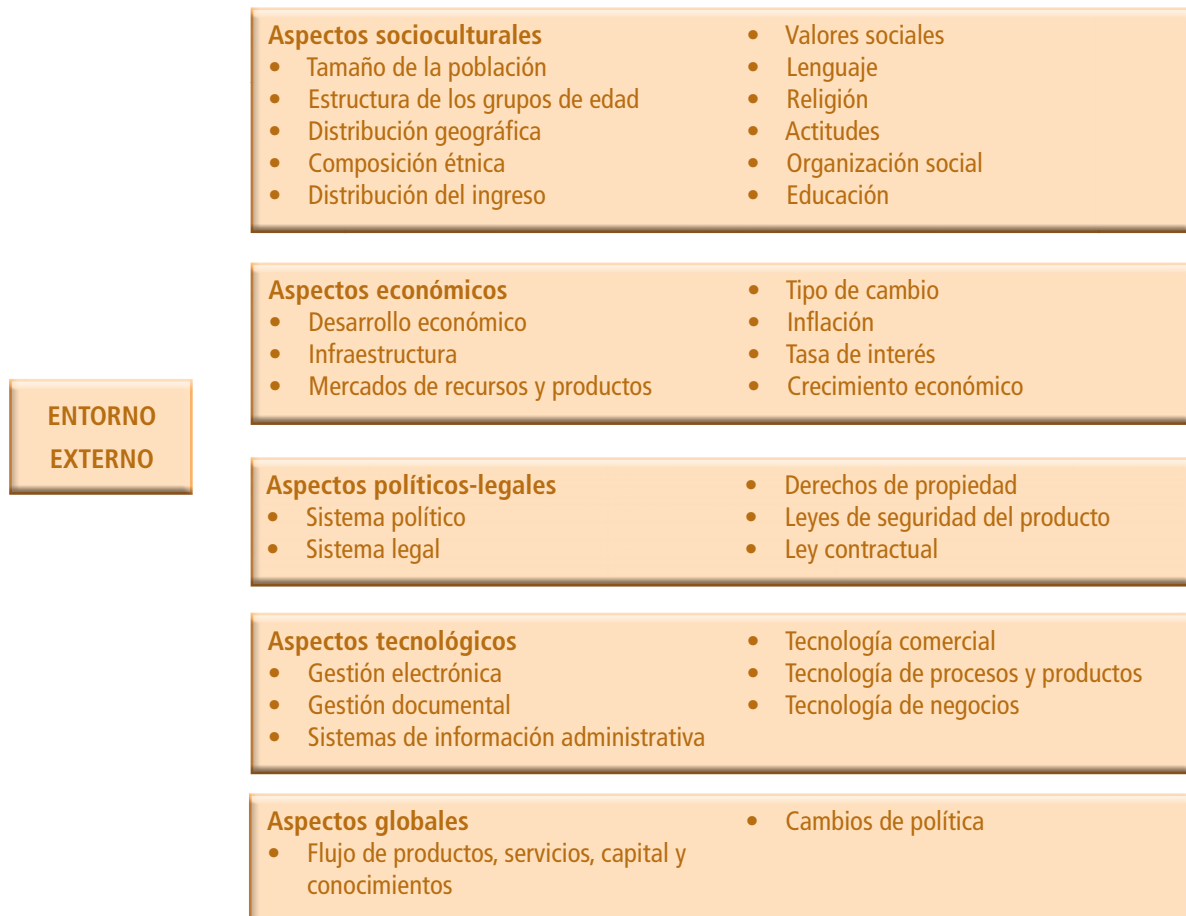 Aspectos socioculturales
• Tamaño de la población
• Estructura de los grupos de edad
• Distribución geográfica
• Composición étnica
• Distribución del ingreso
• Valores sociales
• Lenguaje
• Religión
• Actitudes
• Organización social
• Educación
Aspectos económicos
• Desarrollo económico
• Infraestructura
• Mercados de recursos y productos
• Tipo de cambio
• Inflación
• Tasa de interés
• Crecimiento económico
ENTORNO
EXTERNO
Aspectos políticos-legales
• Sistema político
• Sistema legal
• Derechos de propiedad
• Leyes de seguridad del producto
• Ley contractual
Aspectos tecnológicos
• Gestión electrónica
• Gestión documental
• Sistemas de información administrativa
• Tecnología comercial
• Tecnología de procesos y productos
• Tecnología de negocios
Aspectos globales
• Flujo de productos, servicios, capital y
conocimientos
• Cambios de política